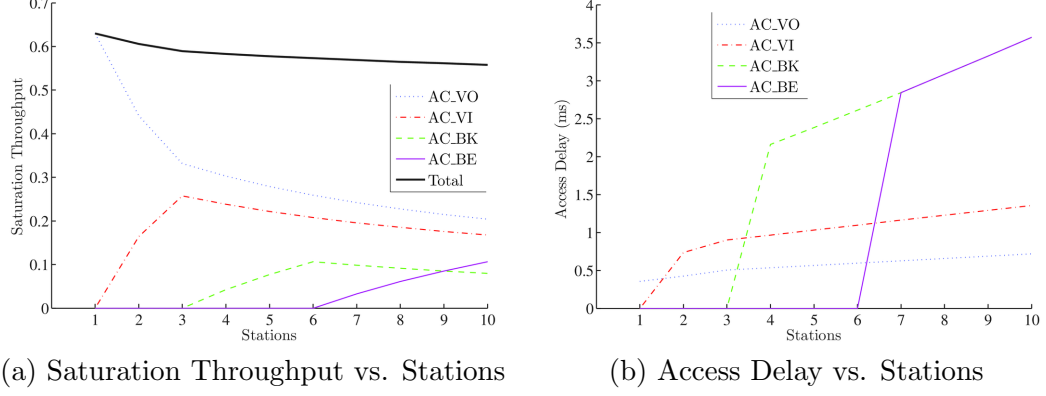 0.7
0.6
0.5
0.4
0.3
0.2
0.1
0
Saturation Throughput
AC_VO
AC_VI
AC_BK
AC_BE
Total
1 2 3 4 5 6 7 8 9 10
Stations
(a) Saturation Throughput vs. Stations
4
3.5
3
2.5
2
1.5
1
0.5
0
Access Delay (ms)
AC_VO
AC_VI
AC_BK
AC_BE
1 2 3 4 5 6 7 8 9 10
Stations
(b) Access Delay vs. Stations